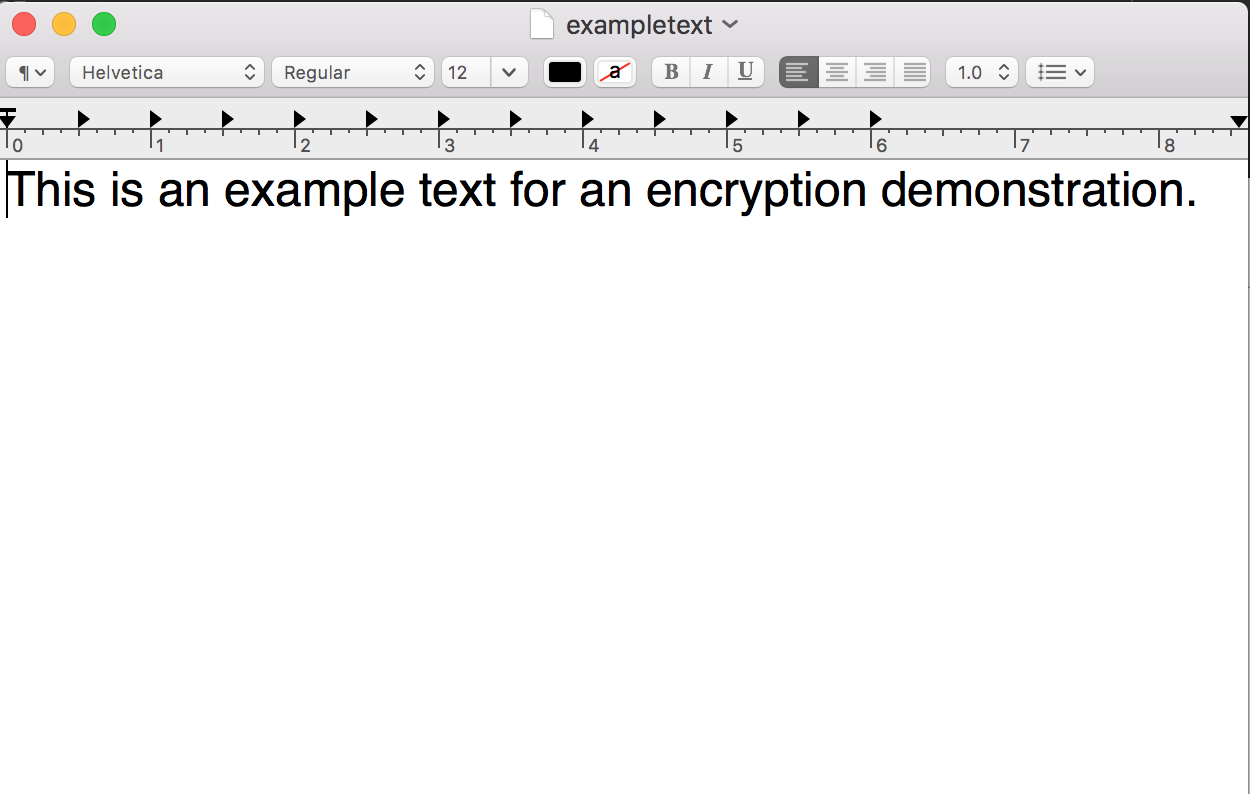 exampletext
¶ Helvetica Regular 12 a B I U 1.0
0 1 2 3 4 5 6 7 8
This is an example text for an encryption demonstration.